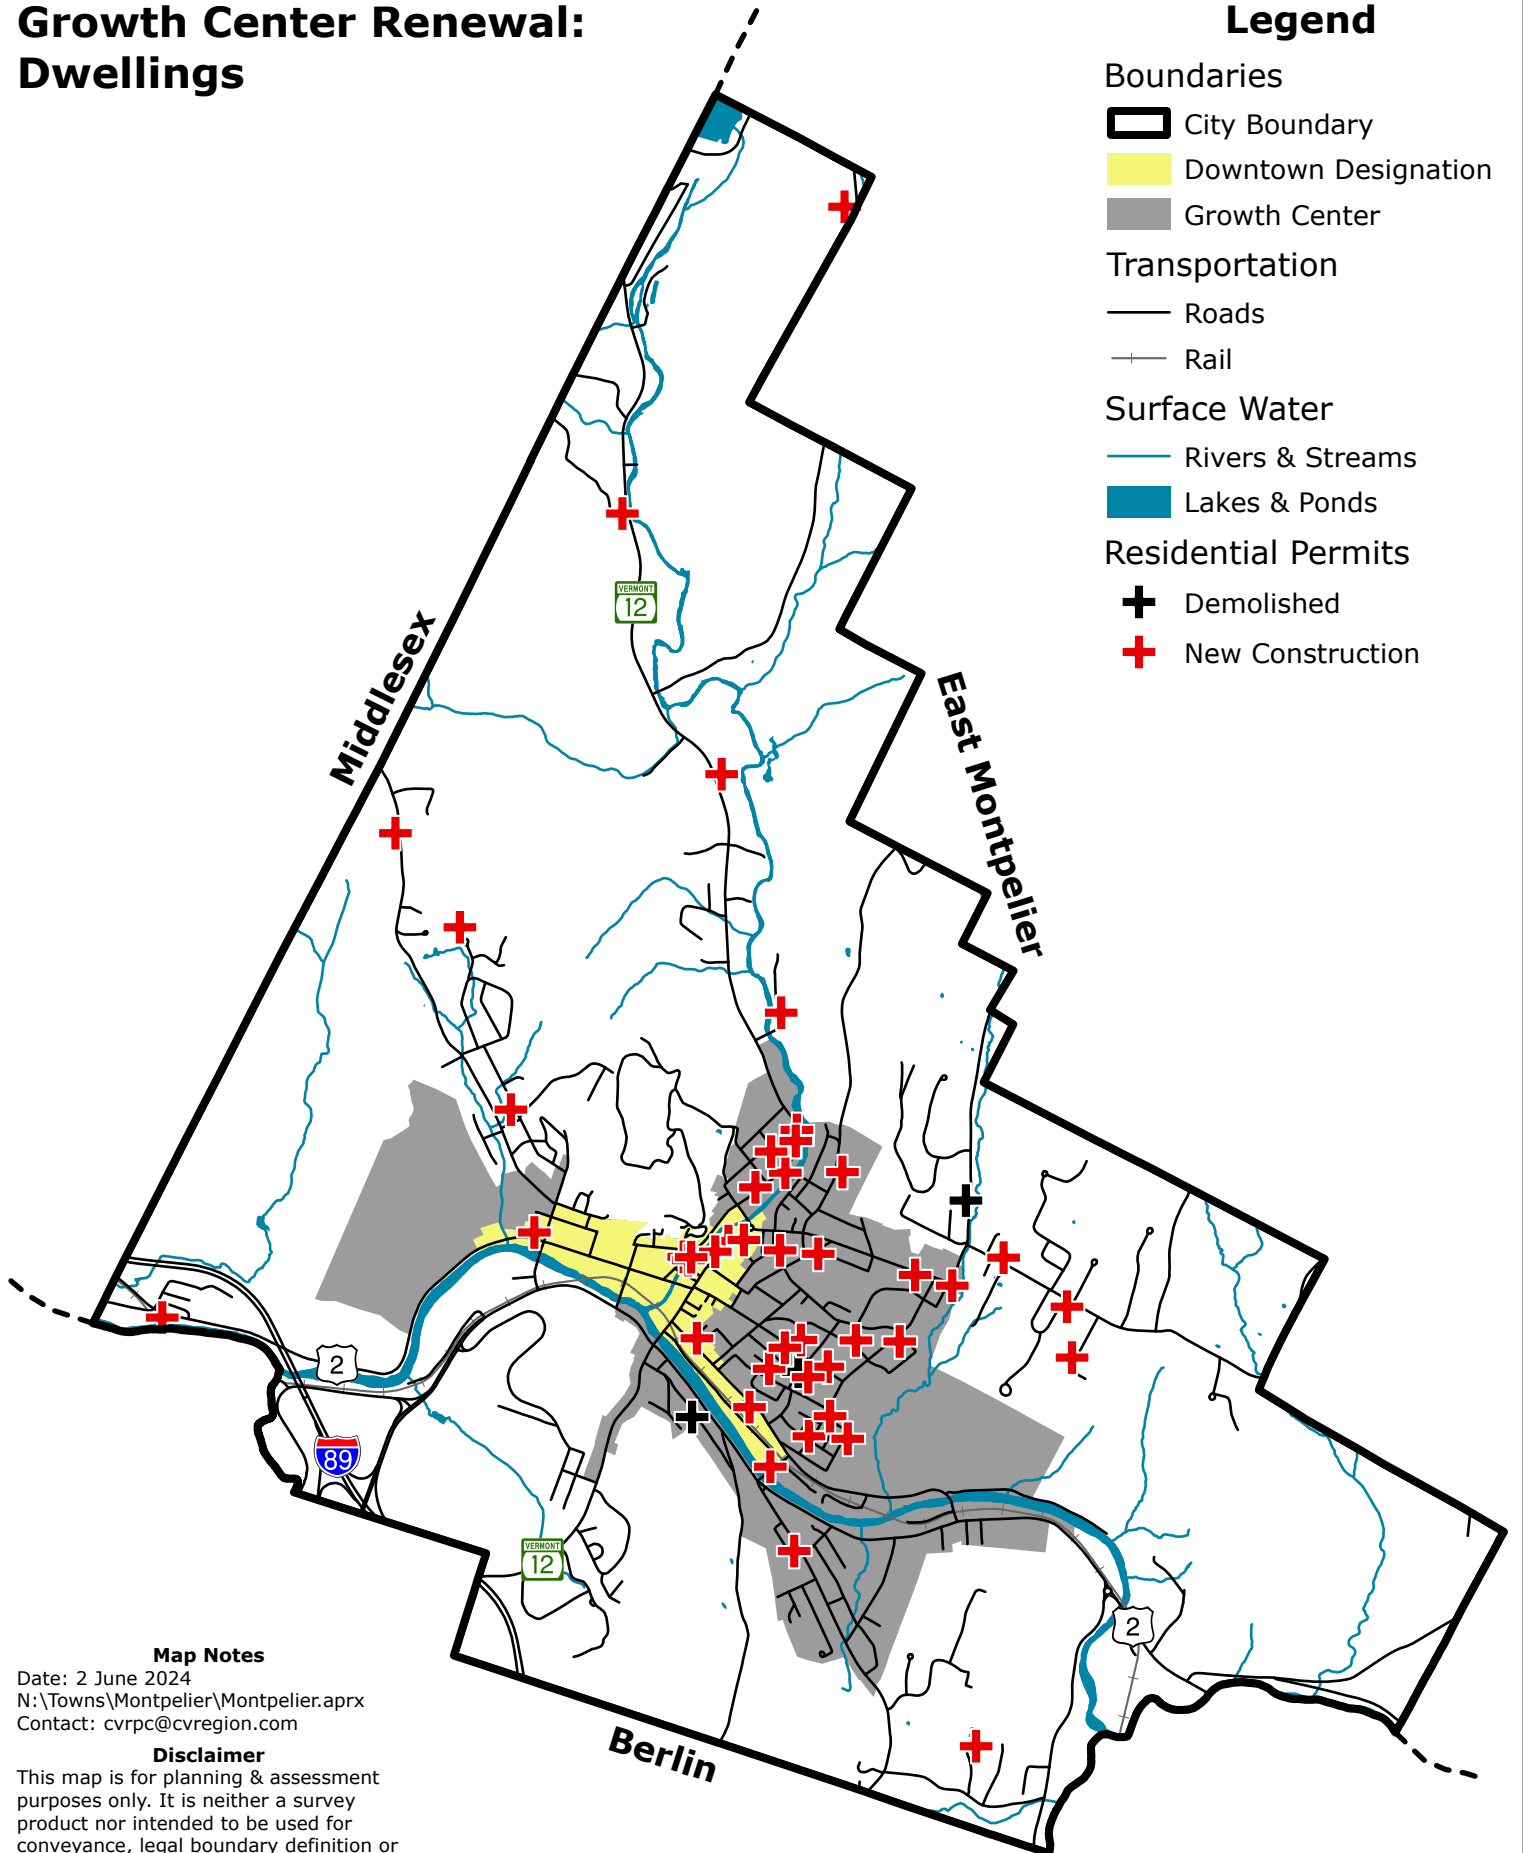 Growth Center Renewal:
Dwellings
Legend
Boundaries
City Boundary
Downtown Designation
Growth Center
Transportation
Roads
Rail
Surface Water
Rivers & Streams
Lakes & Ponds
Residential Permits
Demolished
New Construction
VERMONT
12
Middlesex
East Montpelier
2
89
VERMONT
12
2
Berlin
Map Notes
Date: 2 June 2024
N:\Towns\Montpelier\Montpelier.aprx
Contact: cvrpc@cvregion.com
Disclaimer
This map is for planning & assessment
purposes only. It is neither a survey
product nor intended to be used for
conveyance, legal boundary definition or